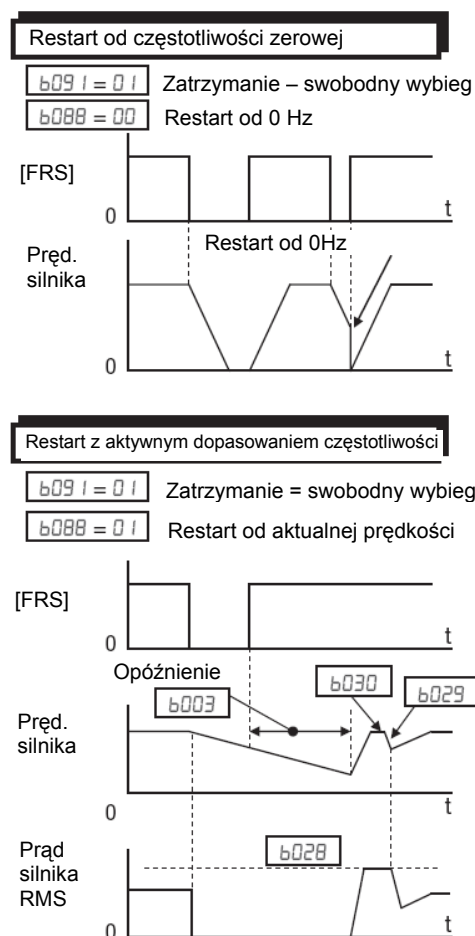 Restart od częstotliwości zerowej
b091 = 01 Zatrzymanie – swobodny wybieg
b088 = 00 Restart od 0 Hz
[FRS]
0
t
Restart od 0Hz
Pręd.
silnika
0
t
Restart z aktywnym dopasowaniem częstotliwości
b091 = 01 Zatrzymanie = swobodny wybieg
b088 = 01 Restart od aktualnej prędkości
[FRS]
0
t
Opóźnienie
b003
b030
b029
Pręd.
silnika
0
t
Prąd
silnika
RMS
b028
0
t